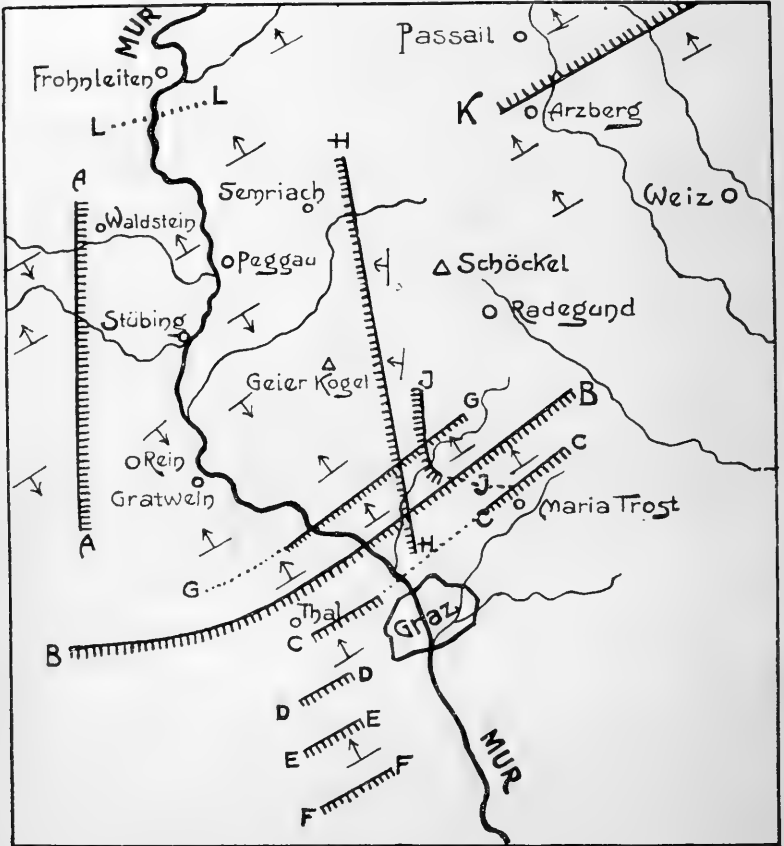 MUR
Passail
Frohnleiten
L
L
K
Arzberg
H
A
Semriach
Waldstein
Weiz
Peggau
Schöckel
Stübing
Radegund
Geier Kogel
J
G
B
C
Rein
Gratwein
J
C
Maria Trost
A
H
G
Thal
Graz
C
B
D
D
E
E
MUR
F
F